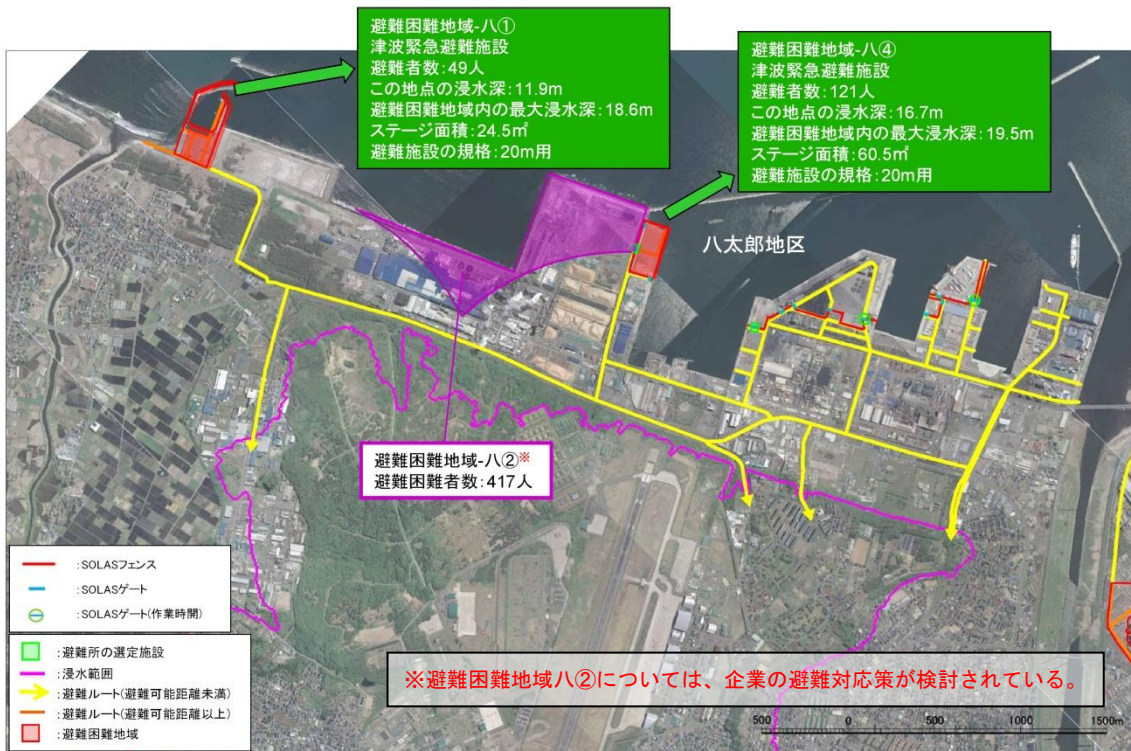 避難困難地域-八①
津波緊急避難施設
避難者数:49人
この地点の浸水深:11.9m
避難困難地域内の最大浸水深:18.6m
ステージ面積:24.5㎡
避難施設の規格:20m用
避難困難地域-八④
津波緊急避難施設
避難者数:121人
この地点の浸水深:16.7m
避難困難地域内の最大浸水深:19.5m
ステージ面積:60.5㎡
避難施設の規格:20m用
八太郎地区
避難困難地域-八②※
避難困難者数:417人
:SOLASフェンス
:SOLASゲート
:SOLASゲート(作業時開)
:避難所の選定施設
:浸水範囲
:避難ルート(避難可能距離未満)
:避難ルート(避難可能距離以上)
:避難困難地域
※避難困難地域八②については、企業の避難対応策が検討されている。
500 0 500 1000 1500m